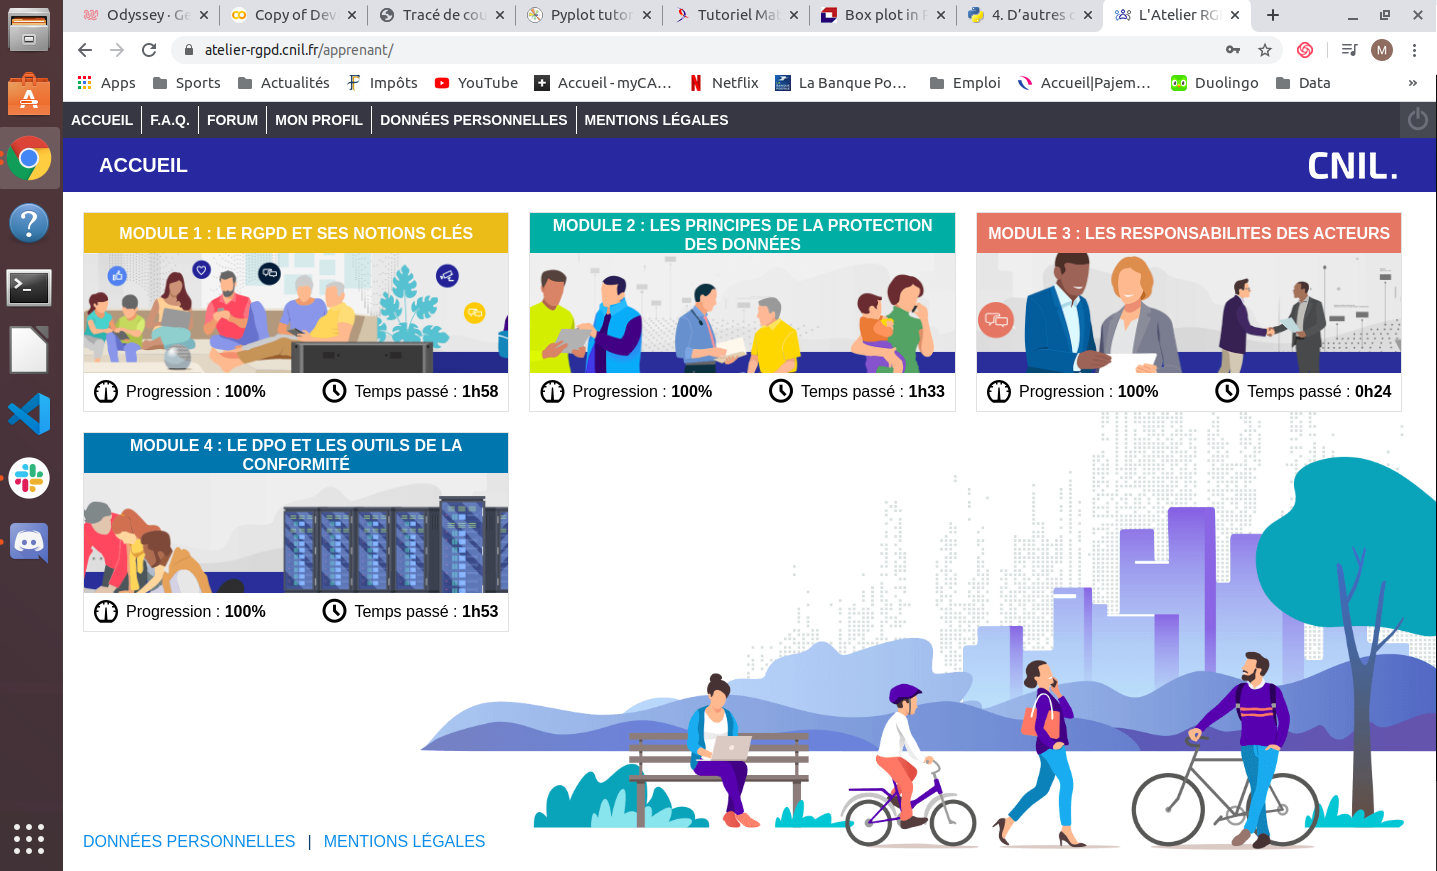 Odyssey · Ge
Copy of Dev
Tracé de cou
Pyplot tutor
Tutoriel Mat
Box plot in P
4. D’autres c
L'Atelier RG
atelier-rgpd.cnil.fr/apprenant/
M
Apps
Sports
Actualités
Impôts
YouTube
Accueil - myCA…
Netflix
La Banque Po…
Emploi
Accueil|Pajem…
Duolingo
Data
»
ACCUEIL
F.A.Q.
FORUM
MON PROFIL
DONNÉES PERSONNELLES
MENTIONS LÉGALES
ACCUEIL
CNIL.
MODULE 1 : LE RGPD ET SES NOTIONS CLÉS
Progression : 100%
Temps passé : 1h58
MODULE 2 : LES PRINCIPES DE LA PROTECTION
DES DONNÉES
Progression : 100%
Temps passé : 1h33
MODULE 3 : LES RESPONSABILITES DES ACTEURS
Progression : 100%
Temps passé : 0h24
MODULE 4 : LE DPO ET LES OUTILS DE LA
CONFORMITÉ
Progression : 100%
Temps passé : 1h53
DONNÉES PERSONNELLES | MENTIONS LÉGALES